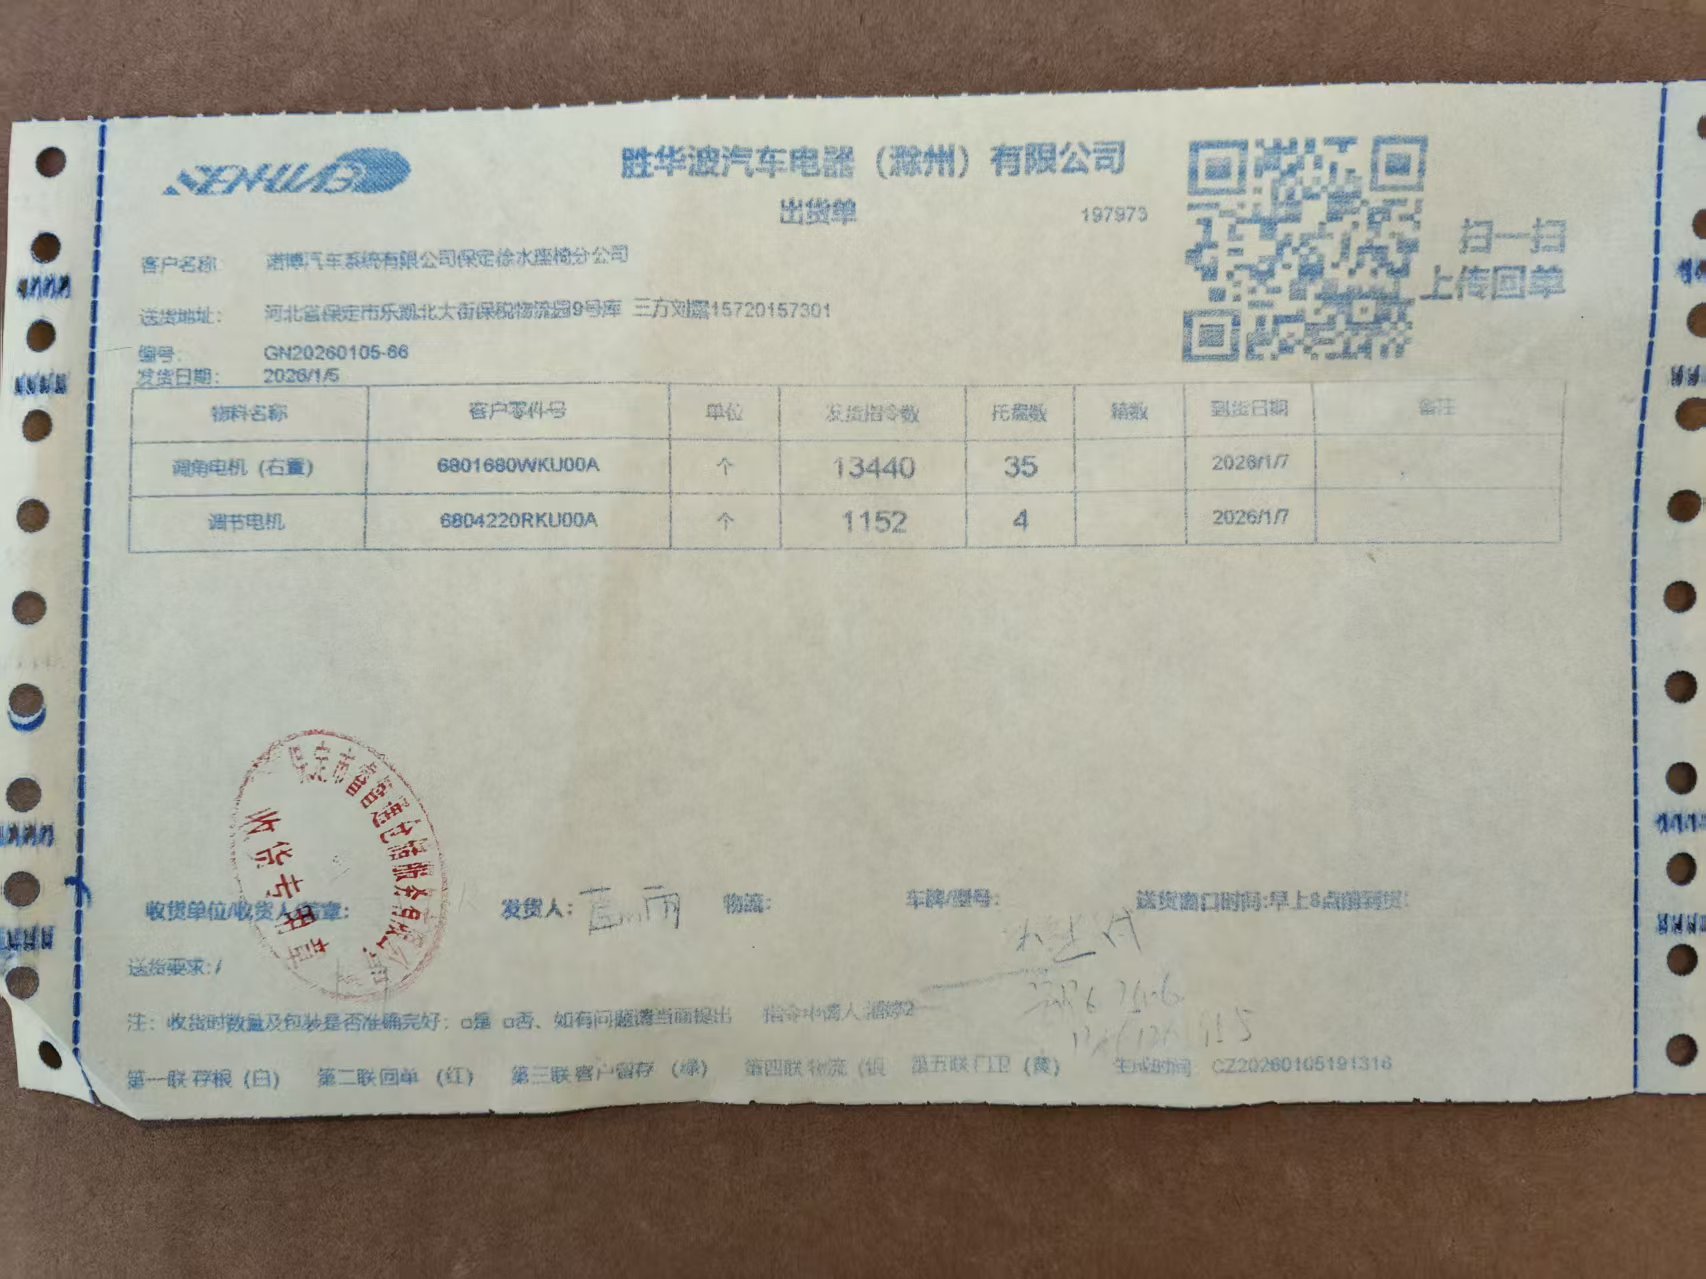 胜华波汽车电器（滁州）有限公司
出货单
197973
扫一扫
上传回单
客户名称： 诺博汽车系统有限公司保定徐水座椅分公司
送货地址： 河北省保定市乐凯北大街保税物流园9号库 三方刘露15720157301
编号： GN20260105-66
发货日期： 2026/1/5
物料名称 客户零件号 单位 发货指令数 托盘数 箱数 到货日期 备注
调角电机（右置） 6801680WKU00A 个 13440 35 2026/1/7
调节电机 6804220RKU00A 个 1152 4 2026/1/7
收货专用章
收货单位/收货人/签章： 发货人： 物流： 车牌/型号： 送货窗口时间:早上8点前到货:
送货要求:/
注：收货时数量及包装是否准确完好：□是 □否、如有问题请当面提出 指令申请人
第一联 存根（白） 第二联回单（红） 第三联 客户留存（绿） 第四联 物流（ 第五联 门卫（黄） 生成时间 CZ20260105191316